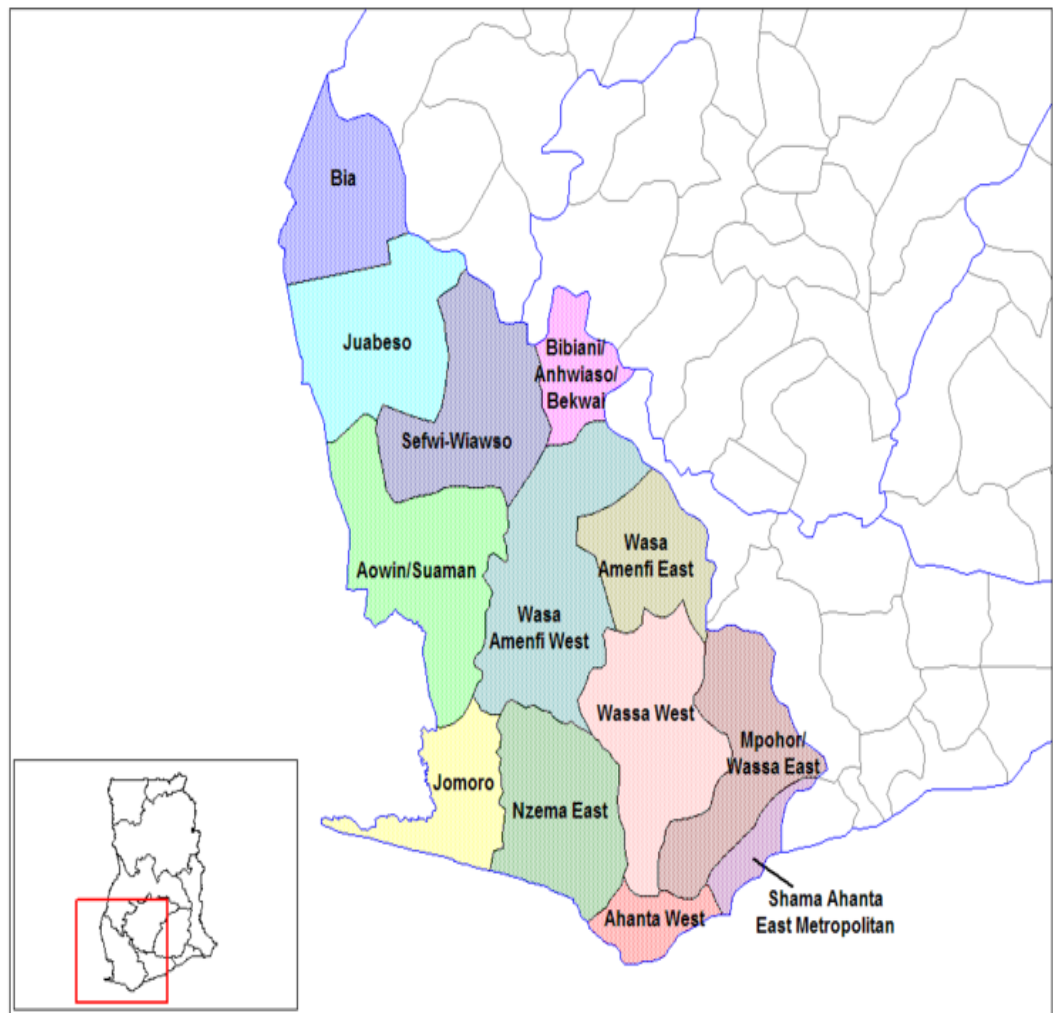 Bia
Juabeso
Bibiani/
Anhwiaso/
Bekwai
Sefwi-Wiawso
Wasa
Amenfi East
Aowin/Suaman
Wasa
Amenfi West
Wassa West
Mpohor/
Wassa East
Jomoro
Nzema East
Shama Ahanta
East Metropolitan
Ahanta West